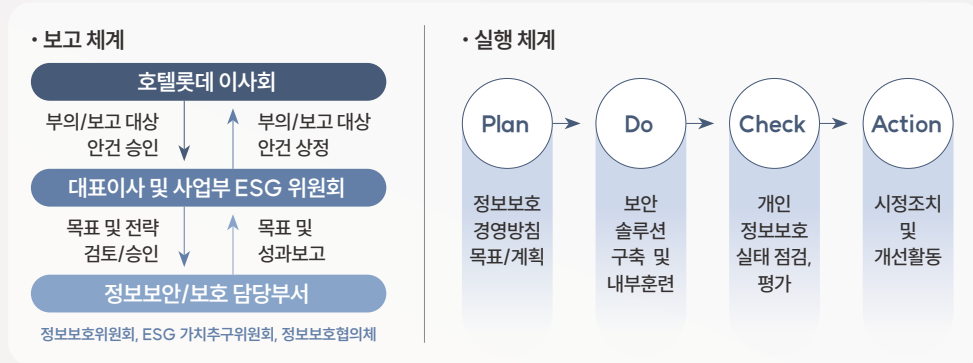 · 보고 체계
호텔롯데 이사회
부의/보고 대상
안건 승인
부의/보고 대상
안건 상정
대표이사 및 사업부 ESG 위원회
목표 및 전략
검토/승인
목표 및
성과보고
정보보안/보호 담당부서
정보보호위원회, ESG 가치추구위원회, 정보보호협의체
· 실행 체계
Plan
정보보호
경영방침
목표/계획
Do
보안
솔루션
구축 및
내부훈련
Check
개인
정보보호
실태 점검,
평가
Action
시정조치
및
개선활동